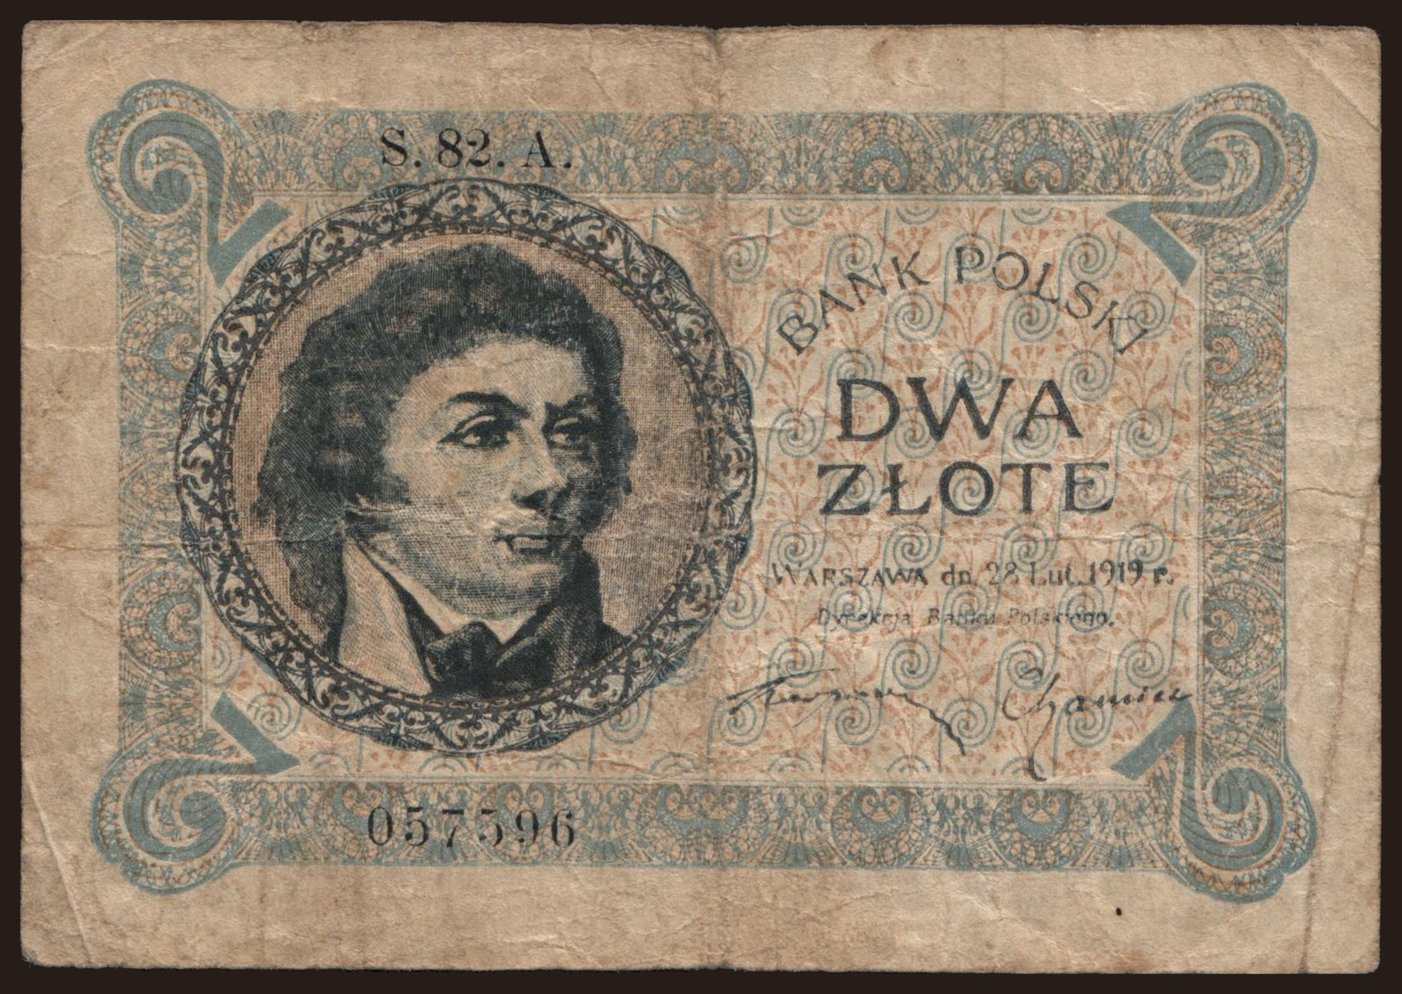 S. 82. A.
BANK POLSKI
DWA
ZŁOTE
WARSZAWA dn. 28 Lut. 1919 r.
Dyrekcja Banku Polskiego.
057596